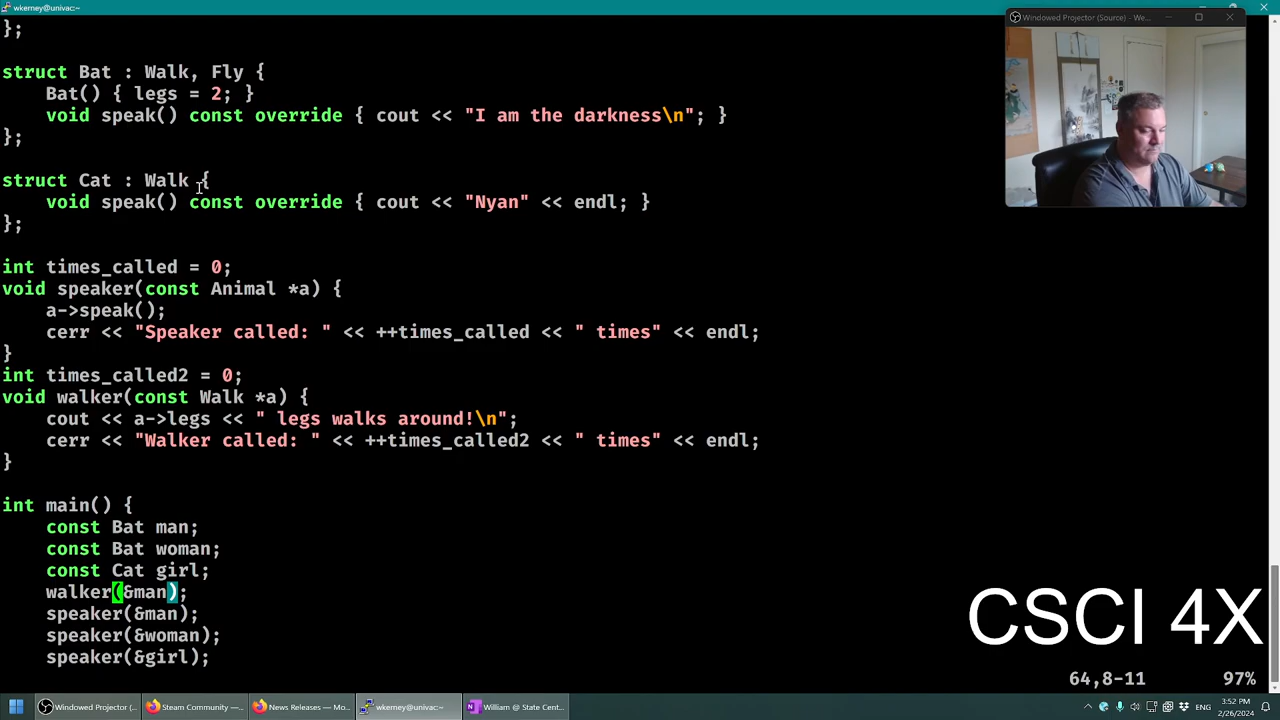 wkerney@univac:~
};
struct Bat : Walk, Fly {
Bat() { legs = 2; }
void speak() const override { cout << "I am the darkness\n"; }
};
struct Cat : Walk {
void speak() const override { cout << "Nyan" << endl; }
};
int times_called = 0;
void speaker(const Animal *a) {
a->speak();
cerr << "Speaker called: " << ++times_called << " times" << endl;
}
int times_called2 = 0;
void walker(const Walk *a) {
cout << a->legs << " legs walks around!\n";
cerr << "Walker called: " << ++times_called2 << " times" << endl;
}
int main() {
const Bat man;
const Bat woman;
const Cat girl;
walker(&man);
speaker(&man);
speaker(&woman);
speaker(&girl);
64,8-11 97%
Windowed Projector (Source) - We...
CSCI 4X
Windowed Projector (...
Steam Community —...
News Releases — Mo...
wkerney@univac:~
William @ State Cent...
3:52 PM
2/26/2024